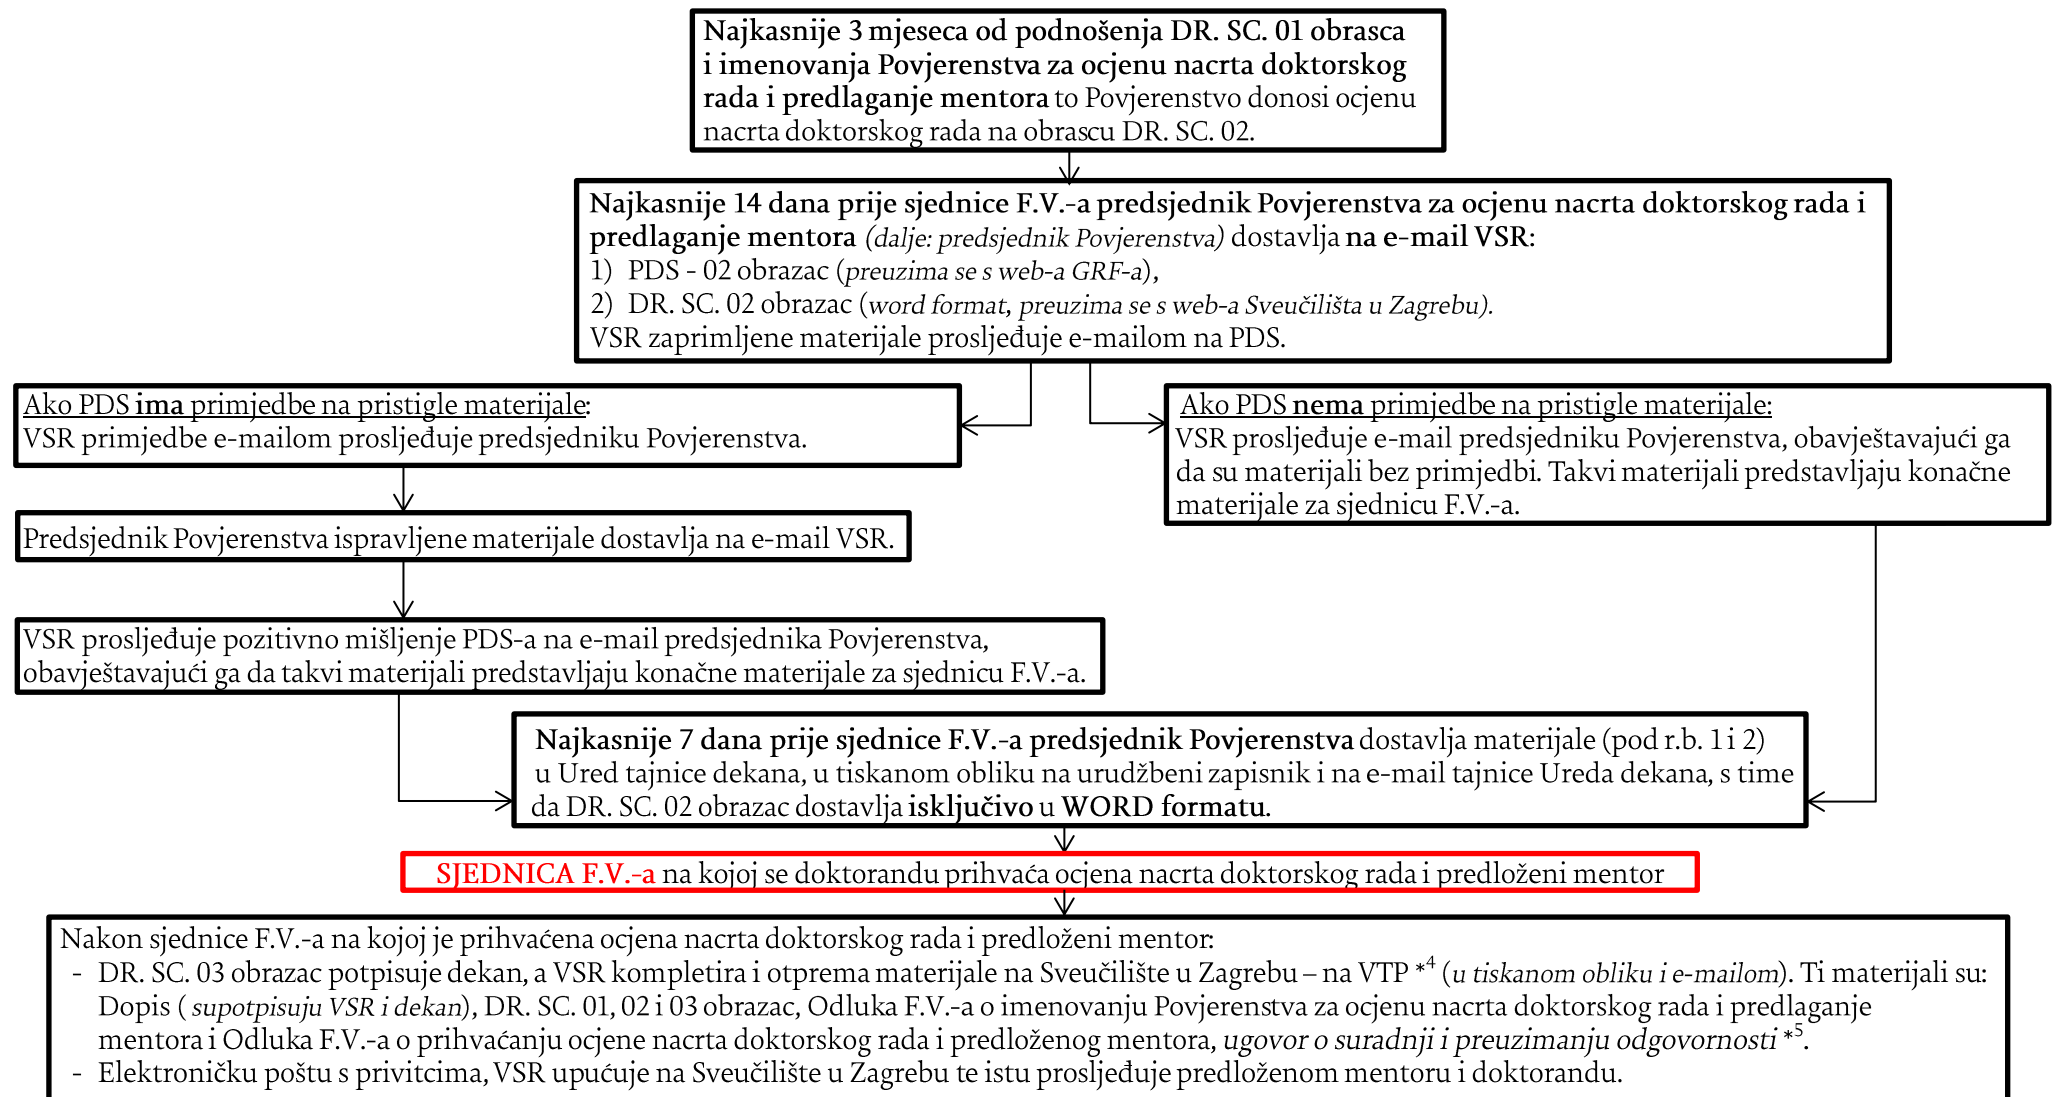 Najkasnije 3 mjeseca od podnošenja DR. SC. 01 obrasca
i imenovanja Povjerenstva za ocjenu nacrta doktorskog
rada i predlaganje mentora to Povjerenstvo donosi ocjenu
nacrta doktorskog rada na obrascu DR. SC. 02.
Najkasnije 14 dana prije sjednice F.V.-a predsjednik Povjerenstva za ocjenu nacrta doktorskog rada i
predlaganje mentora (dalje: predsjednik Povjerenstva) dostavlja na e-mail VSR:
1) PDS - 02 obrazac (preuzima se s web-a GRF-a),
2) DR. SC. 02 obrazac (word format, preuzima se s web-a Sveučilišta u Zagrebu).
VSR zaprimljene materijale prosljeđuje e-mailom na PDS.
Ako PDS ima primjedbe na pristigle materijale:
VSR primjedbe e-mailom prosljeđuje predsjedniku Povjerenstva.
Ako PDS nema primjedbe na pristigle materijale:
VSR prosljeđuje e-mail predsjedniku Povjerenstva, obavještavajući ga
da su materijali bez primjedbi. Takvi materijali predstavljaju konačne
materijale za sjednicu F.V.-a.
Predsjednik Povjerenstva ispravljene materijale dostavlja na e-mail VSR.
VSR prosljeđuje pozitivno mišljenje PDS-a na e-mail predsjednika Povjerenstva,
obavještavajući ga da takvi materijali predstavljaju konačne materijale za sjednicu F.V.-a.
Najkasnije 7 dana prije sjednice F.V.-a predsjednik Povjerenstva dostavlja materijale (pod r.b. 1 i 2)
u Ured tajnice dekana, u tiskanom obliku na urudžbeni zapisnik i na e-mail tajnice Ureda dekana, s time
da DR. SC. 02 obrazac dostavlja isključivo u WORD formatu.
SJEDNICA F.V.-a na kojoj se doktorandu prihvaća ocjena nacrta doktorskog rada i predloženi mentor
Nakon sjednice F.V.-a na kojoj je prihvaćena ocjena nacrta doktorskog rada i predloženi mentor:
- DR. SC. 03 obrazac potpisuje dekan, a VSR kompletira i otprema materijale na Sveučilište u Zagrebu – na VTP *4 (u tiskanom obliku i e-mailom). Ti materijali su:
Dopis ( supotpisuju VSR i dekan), DR. SC. 01, 02 i 03 obrazac, Odluka F.V.-a o imenovanju Povjerenstva za ocjenu nacrta doktorskog rada i predlaganje
mentora i Odluka F.V.-a o prihvaćanju ocjene nacrta doktorskog rada i predloženog mentora, ugovor o suradnji i preuzimanju odgovornosti *5.
- Elektroničku poštu s privitcima, VSR upućuje na Sveučilište u Zagrebu te istu prosljeđuje predloženom mentoru i doktorandu.